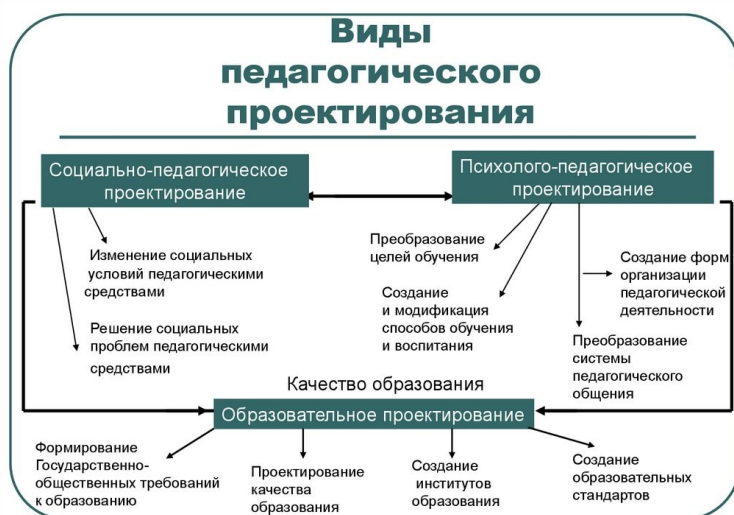 Виды
педагогического
проектирования
Социально-педагогическое
проектирование
Психолого-педагогическое
проектирование
Изменение социальных
условий педагогическими
средствами
Решение социальных
проблем педагогическими
средствами
Преобразование
целей обучения
Создание
и модификация
способов обучения
и воспитания
Создание форм
организации
педагогической
деятельности
Преобразование
системы
педагогического
общения
Качество образования
Образовательное проектирование
Формирование
Государственно-
общественных требований
к образованию
Проектирование
качества
образования
Создание
институтов
образования
Создание
образовательных
стандартов